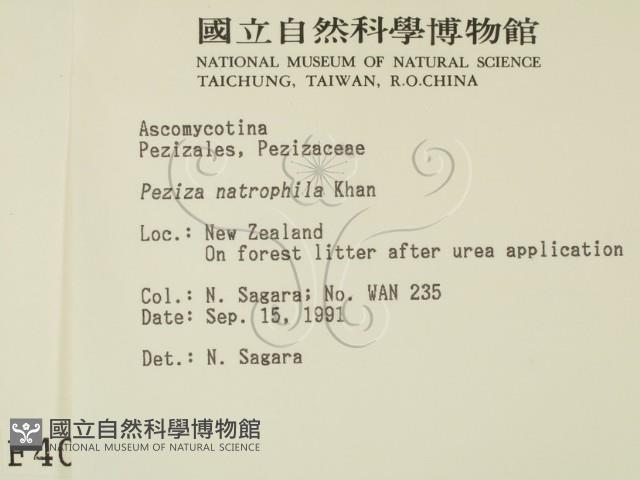 國立自然科學博物館
NATIONAL MUSEUM OF NATURAL SCIENCE
TAICHUNG, TAIWAN, R.O.CHINA
Ascomycotina
Pezizales, Pezizaceae
Peziza natrophila Khan
Loc.: New Zealand
On forest litter after urea application
Col.: N. Sagara; No. WAN 235
Date: Sep. 15, 1991
Det.: N. Sagara
國立自然科學博物館
NATIONAL MUSEUM OF NATURAL SCIENCE